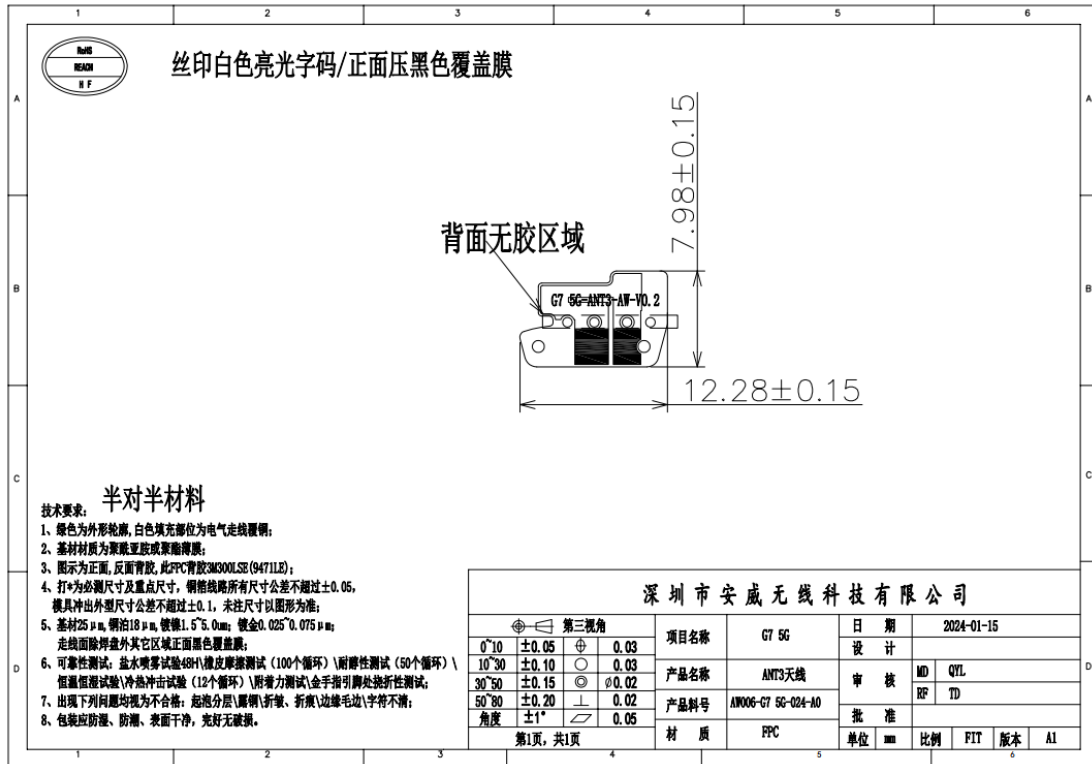 1 2 3 4 5 6
RoHS
REACH
H F
丝印白色亮光字码/正面压黑色覆盖膜
A A
7.98±0.15
背面无胶区域
B B
G7 5G-ANT3-AW-V0.2
12.28±0.15
C C
半对半材料
技术要求:
1、绿色为外形轮廓,白色填充部位为电气走线覆铜;
2、基材材质为聚酰亚胺或聚酯薄膜;
3、图示为正面,反面背胶,此FPC背胶3M300LSE(9471LE);
4、打*为必测尺寸及重点尺寸,铜箔线路所有尺寸公差不超过±0.05,
模具冲出外型尺寸公差不超过±0.1,未注尺寸以图形为准;
5、基材25μm,铜泊18μm,镀镍1.5~5.0um;镀金0.025~0.075μm;
走线面除焊盘外其它区域正面黑色覆盖膜;
6、可靠性测试:盐水喷雾试验48H\橡皮摩擦测试(100个循环)\耐醇性测试(50个循环)\
恒温恒湿试验\冷热冲击试验(12个循环)\附着力测试\金手指引脚处挠折性测试;
7、出现下列问题均视为不合格:起泡分层\露铜\折皱、折痕\边缘毛边\字符不清;
8、包装应防湿、防潮、表面干净,完好无破损。
D D
深圳市安威无线科技有限公司
第三视角
0~10 ±0.05 0.03
10~30 ±0.10 0.03
30~50 ±0.15 ø0.02
50~80 ±0.20 0.02
角度 ±1° 0.05
第1页,共1页
项目名称 G7 5G
产品名称 ANT3天线
产品料号 AW006-G7 5G-024-A0
材 质 FPC
日 期 2024-01-15
设 计
审 核 MD QYL
RF TD
批 准
单位 mm 比例 FIT 版本 A1
1 2 3 4 5 6